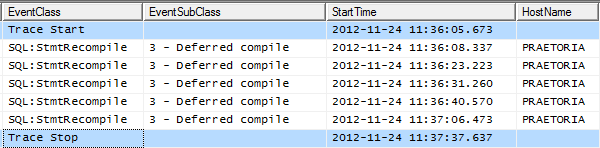 EventClass EventSubClass StartTime HostName
Trace Start 2012-11-24 11:36:05.673
SQL:StmtRecompile 3 - Deferred compile 2012-11-24 11:36:08.337 PRAETORIA
SQL:StmtRecompile 3 - Deferred compile 2012-11-24 11:36:23.223 PRAETORIA
SQL:StmtRecompile 3 - Deferred compile 2012-11-24 11:36:31.260 PRAETORIA
SQL:StmtRecompile 3 - Deferred compile 2012-11-24 11:36:40.570 PRAETORIA
SQL:StmtRecompile 3 - Deferred compile 2012-11-24 11:37:06.473 PRAETORIA
Trace Stop 2012-11-24 11:37:37.637